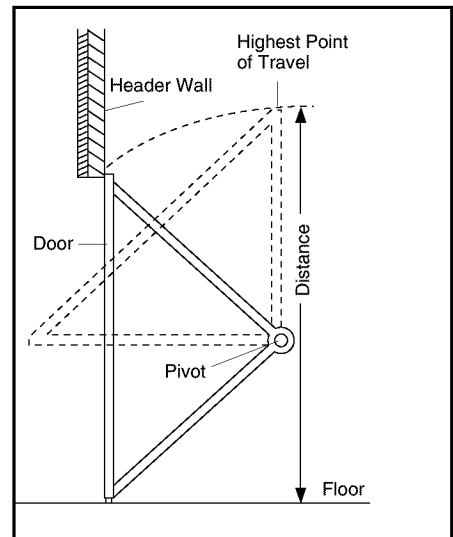 Highest Point
of Travel
Header Wall
Door
Distance
Pivot
Floor